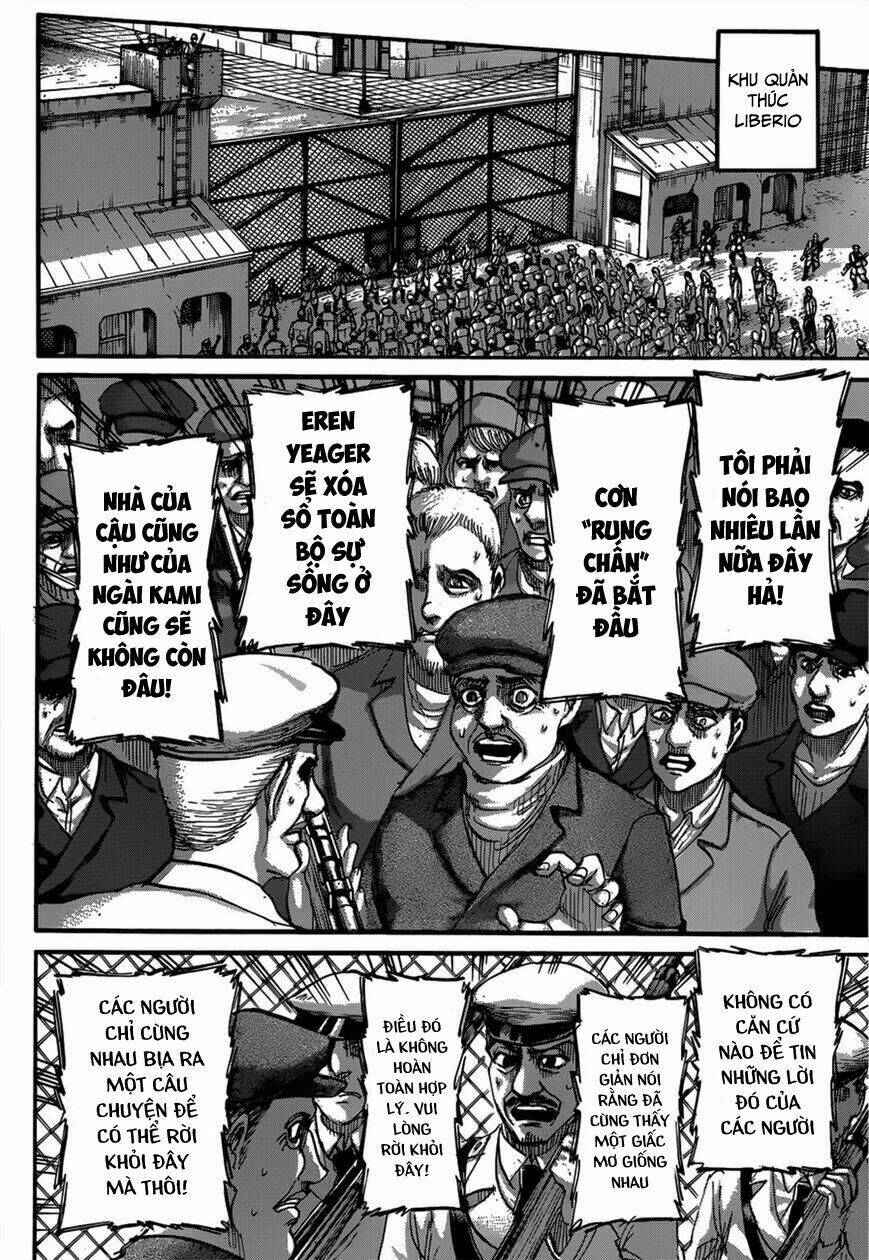 KHU QUẢN
THÚC
LIBERIO
TÔI PHẢI
NÓI BAO
NHIÊU LẦN
NỮA ĐÂY
HẢ!
CƠN
“RUNG
CHẤN”
ĐÃ BẮT
ĐẦU
EREN
YEAGER
SẼ XÓA
SỔ TOÀN
BỘ SỰ
SỐNG Ở
ĐÂY
NHÀ CỦA
CẬU CŨNG
NHƯ CỦA
NGÀI KAMI
CŨNG SẼ
KHÔNG CÒN
ĐÂU!
KHÔNG CÓ
CĂN CỨ
NÀO ĐỂ TIN
NHỮNG LỜI
ĐÓ CỦA
CÁC NGƯỜI
CÁC NGƯỜI
CHỈ ĐƠN
GIẢN NÓI
RẰNG ĐÃ
CÙNG THẤY
MỘT GIẤC
MƠ GIỐNG
NHAU
ĐIỀU ĐÓ
LÀ KHÔNG
HOÀN
TOÀN HỢP
LÝ. VUI
LÒNG
RỜI KHỎI
ĐÂY!
CÁC NGƯỜI
CHỈ CÙNG
NHAU BỊA RA
MỘT CÂU
CHUYỆN ĐỂ
CÓ THỂ RỜI
KHỎI ĐÂY
MÀ THÔI!